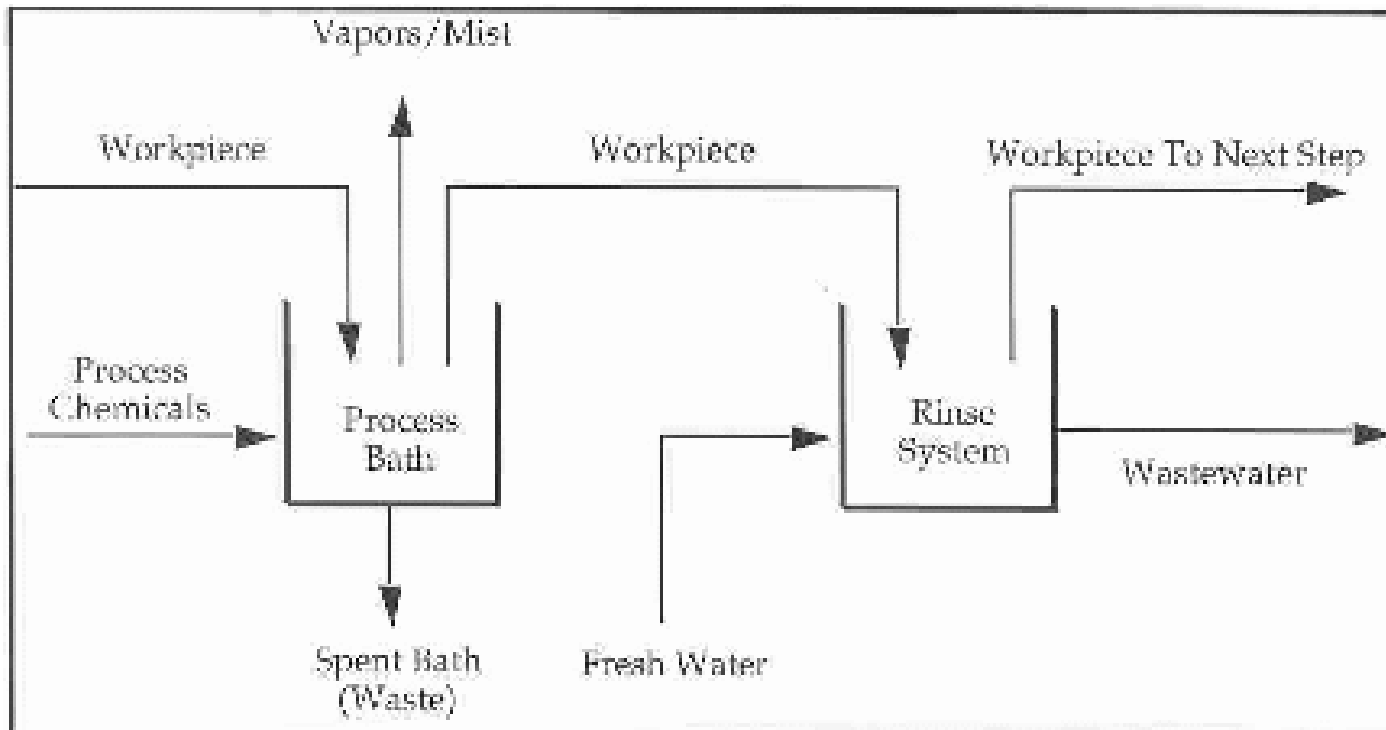 Vapors/Mist
Workpiece
Workpiece
Workpiece To Next Step
Process
Chemicals
Process
Bath
Rinse
System
Wastewater
Spent Bath
(Waste)
Fresh Water